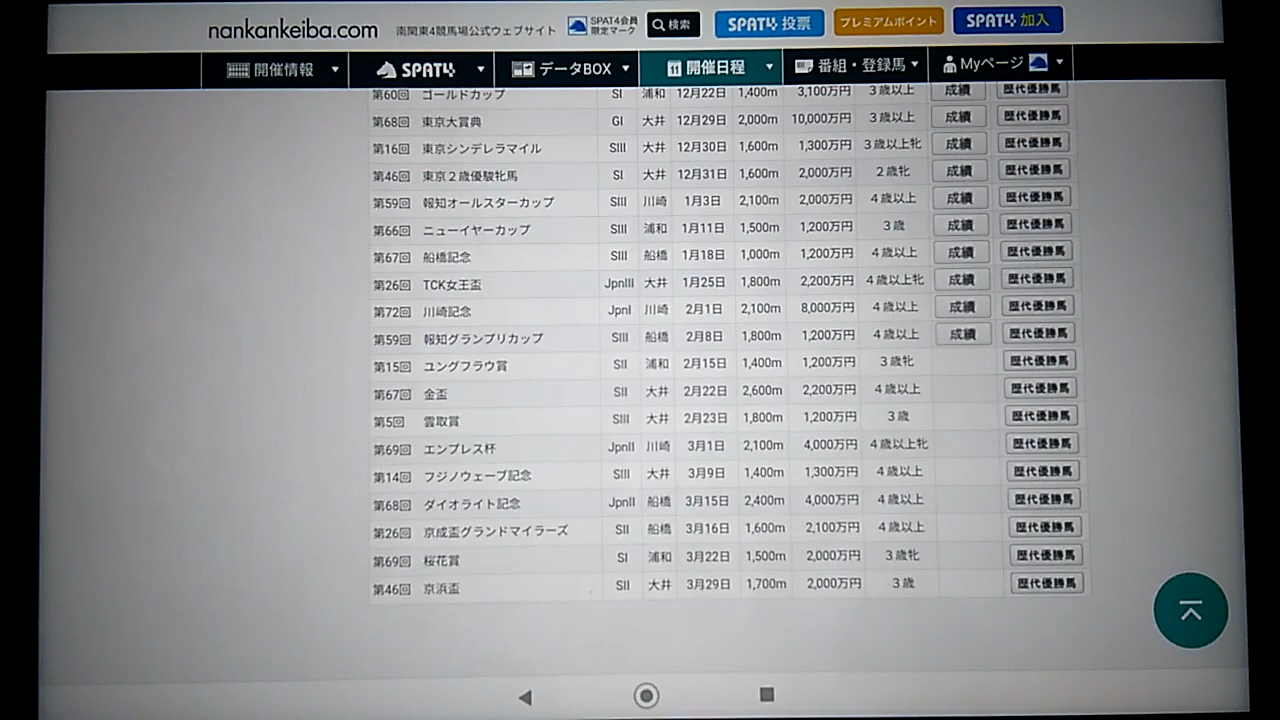 nankankeiba.com 南関東4競馬場公式ウェブサイト SPAT4会員 限定マーク 検索 SPAT4 投票 プレミアムポイント SPAT4 加入
開催情報 SPAT4 データBOX 11 開催日程 番組・登録馬 Myページ
第60回 ゴールドカップ SI 浦和 12月22日 1,400m 3,100万円 3歳以上 成績 歴代優勝馬
第68回 東京大賞典 GI 大井 12月29日 2,000m 10,000万円 3歳以上 成績 歴代優勝馬
第16回 東京シンデレラマイル SIII 大井 12月30日 1,600m 1,300万円 3歳以上牝 成績 歴代優勝馬
第46回 東京2歳優駿牝馬 SI 大井 12月31日 1,600m 2,000万円 2歳牝 成績 歴代優勝馬
第59回 報知オールスターカップ SIII 川崎 1月3日 2,100m 2,000万円 4歳以上 成績 歴代優勝馬
第66回 ニューイヤーカップ SIII 浦和 1月11日 1,500m 1,200万円 3歳 成績 歴代優勝馬
第67回 船橋記念 SIII 船橋 1月18日 1,000m 1,200万円 4歳以上 成績 歴代優勝馬
第26回 TCK女王盃 JpnIII 大井 1月25日 1,800m 2,200万円 4歳以上牝 成績 歴代優勝馬
第72回 川崎記念 JpnI 川崎 2月1日 2,100m 8,000万円 4歳以上 成績 歴代優勝馬
第59回 報知グランプリカップ SIII 船橋 2月8日 1,800m 1,200万円 4歳以上 成績 歴代優勝馬
第15回 ユングフラウ賞 SII 浦和 2月15日 1,400m 1,200万円 3歳牝 歴代優勝馬
第67回 金盃 SII 大井 2月22日 2,600m 2,200万円 4歳以上 歴代優勝馬
第5回 雲取賞 SIII 大井 2月23日 1,800m 1,200万円 3歳 歴代優勝馬
第69回 エンプレス杯 JpnII 川崎 3月1日 2,100m 4,000万円 4歳以上牝 歴代優勝馬
第14回 フジノウェーブ記念 SIII 大井 3月9日 1,400m 1,300万円 4歳以上 歴代優勝馬
第68回 ダイオライト記念 JpnII 船橋 3月15日 2,400m 4,000万円 4歳以上 歴代優勝馬
第26回 京成盃グランドマイラーズ SII 船橋 3月16日 1,600m 2,100万円 4歳以上 歴代優勝馬
第69回 桜花賞 SI 浦和 3月22日 1,500m 2,000万円 3歳牝 歴代優勝馬
第46回 京浜盃 SII 大井 3月29日 1,700m 2,000万円 3歳 歴代優勝馬